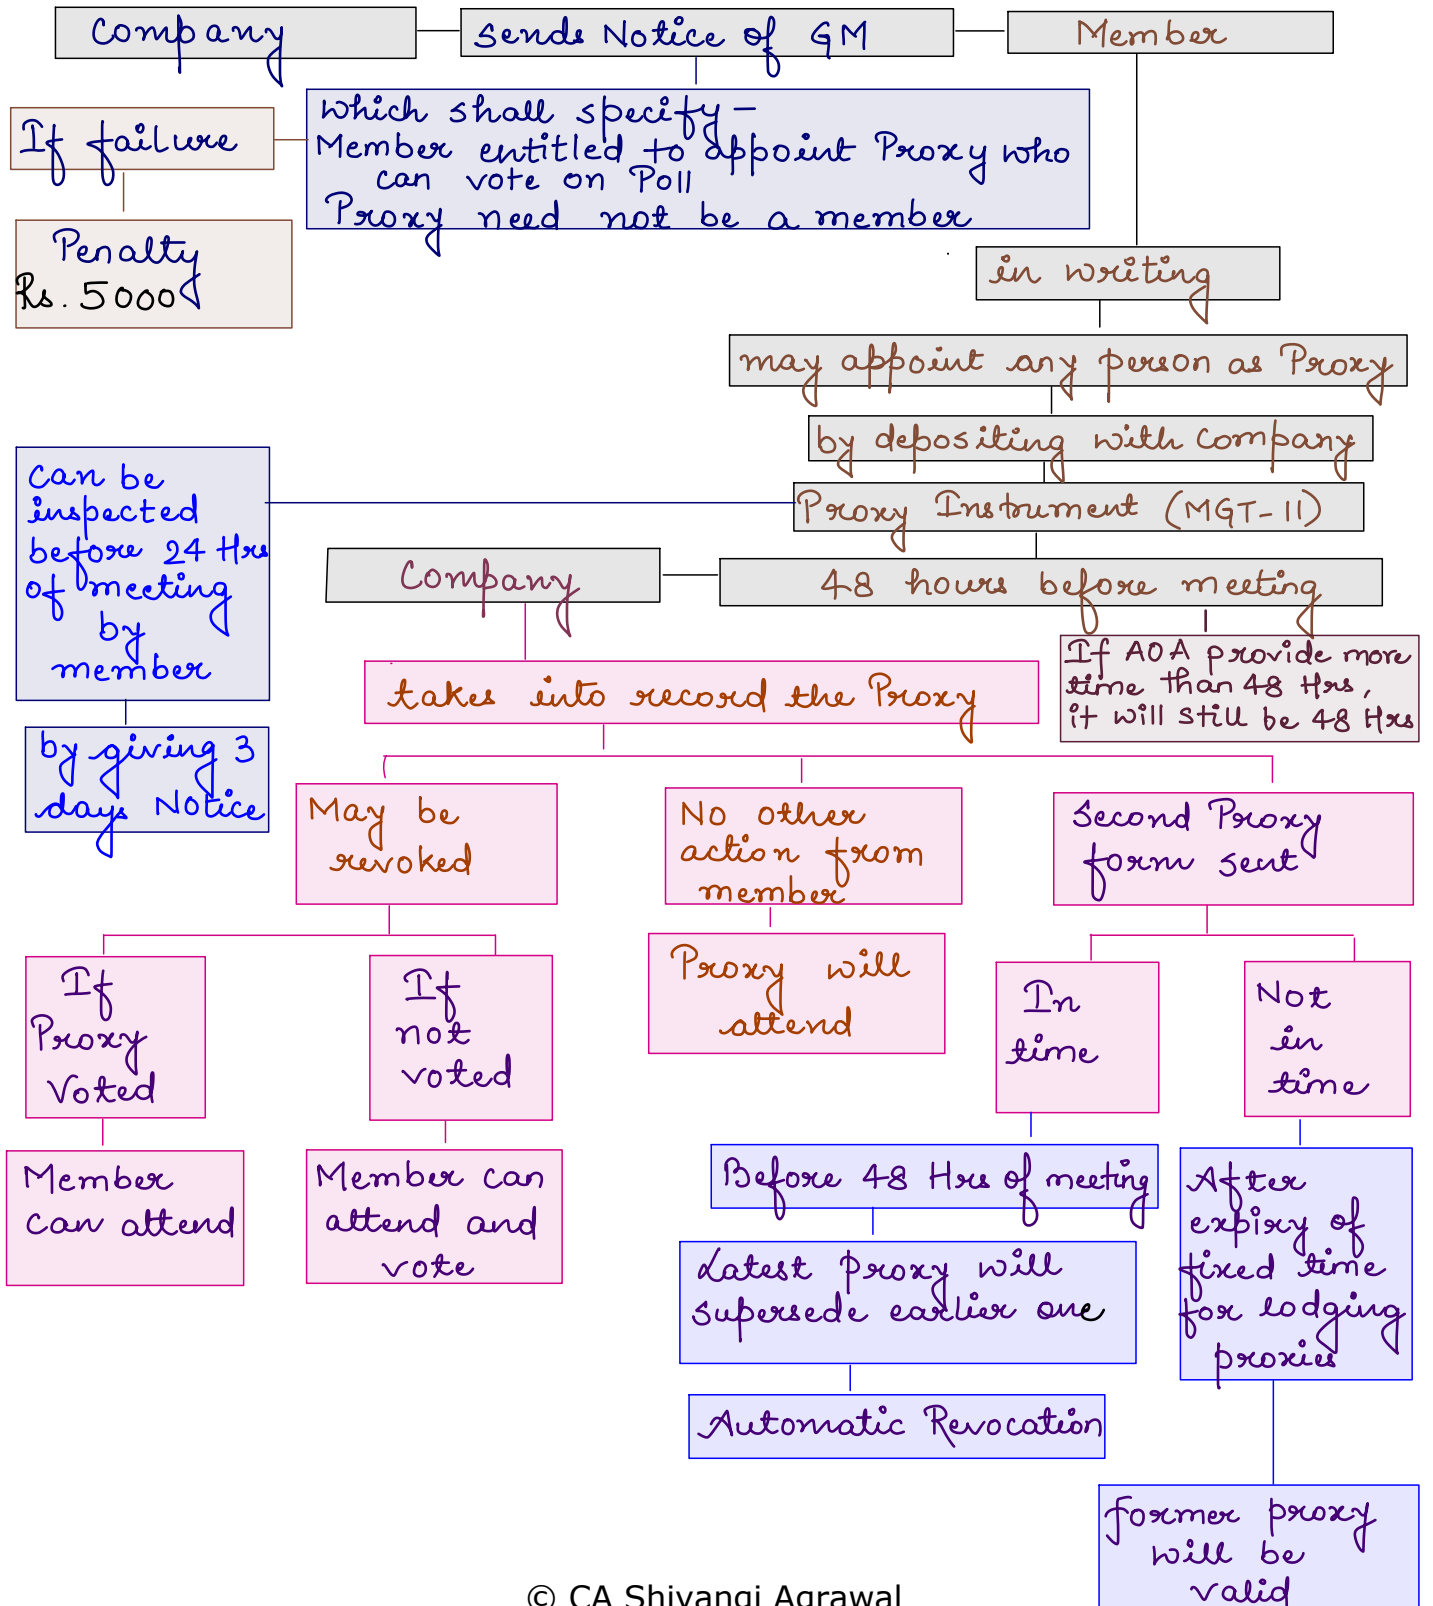 Company
Sends Notice of GM
Member
If failure
which shall specify –
Member entitled to appoint Proxy who
can vote on Poll
Proxy need not be a member
Penalty
Rs. 5000
in writing
may appoint any person as Proxy
by depositing with Company
Proxy Instrument (MGT-11)
can be
inspected
before 24 Hrs
of meeting
by
member
by giving 3
days Notice
Company
48 hours before meeting
If AOA provide more
time than 48 Hrs,
it will still be 48 Hrs
takes into record the Proxy
May be
revoked
No other
action from
member
Second Proxy
form sent
If
Proxy
Voted
If
not
voted
Proxy will
attend
In
time
Not
in
time
Member
can attend
Member can
attend and
vote
Before 48 Hrs of meeting
Latest proxy will
supersede earlier one
Automatic Revocation
After
expiry of
fixed time
for lodging
proxies
former proxy
will be
valid
© CA Shivangi Agrawal